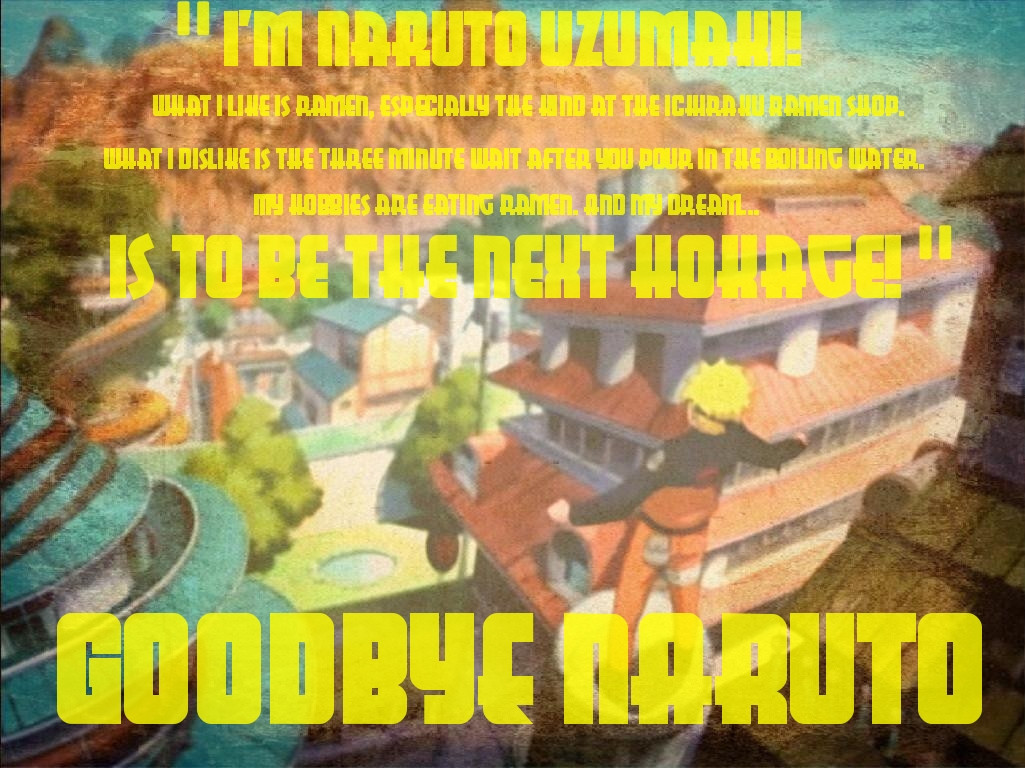 "I'M NARUTO UZUMAKI!
WHAT I LIKE IS RAMEN, ESPECIALLY THE KIND AT THE ICHIRAKU RAMEN SHOP.
WHAT I DISLIKE IS THE THREE MINUTE WAIT AFTER YOU POUR IN THE BOILING WATER.
MY HOBBIES ARE EATING RAMEN. AND MY DREAM...
IS TO BE THE NEXT HOKAGE!"
GOODBYE NARUTO